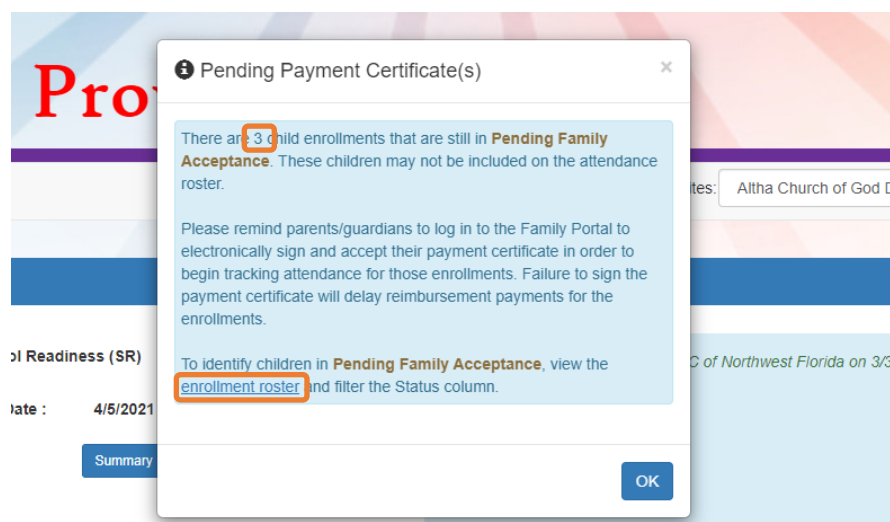 Pro
Pending Payment Certificate(s) ×
There are 3 child enrollments that are still in Pending Family
Acceptance. These children may not be included on the attendance
roster.
ites: Altha Church of God D
Please remind parents/guardians to log in to the Family Portal to
electronically sign and accept their payment certificate in order to
begin tracking attendance for those enrollments. Failure to sign the
payment certificate will delay reimbursement payments for the
enrollments.
ol Readiness (SR)
To identify children in Pending Family Acceptance, view the
enrollment roster and filter the Status column.
C of Northwest Florida on 3/3
ate : 4/5/2021
Summary
OK